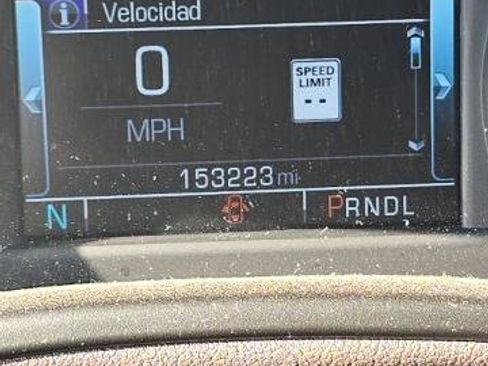 i Velocidad
0
SPEED
LIMIT
--
MPH
153223 mi
N PRNDL